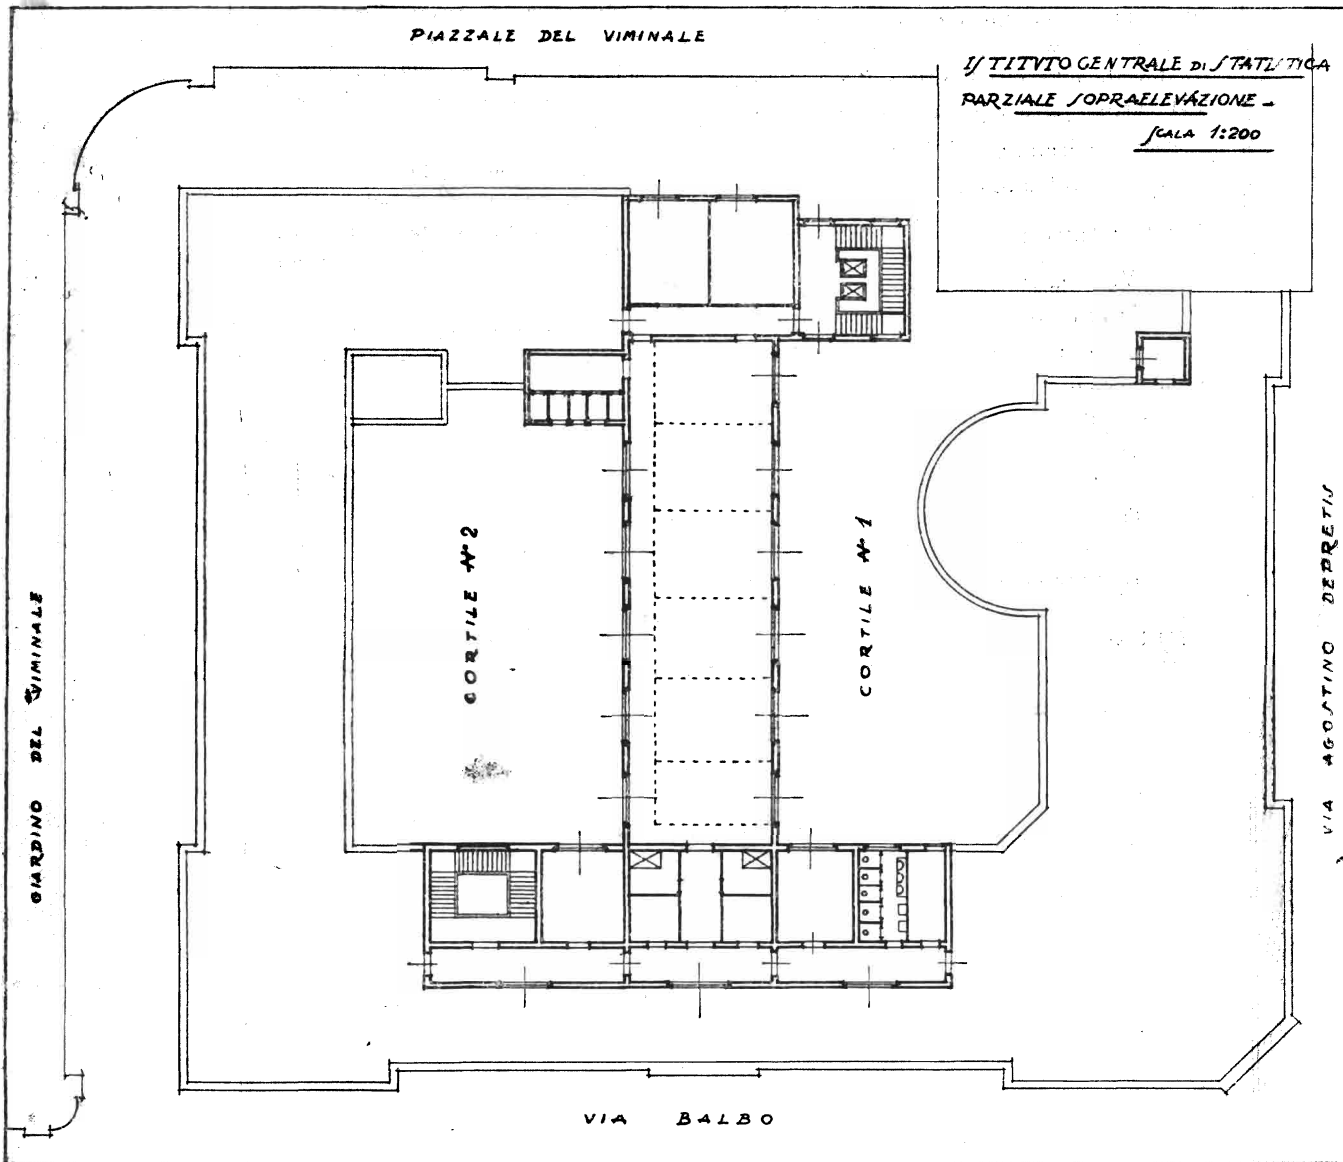 PIAZZALE DEL VIMINALE
ISTITVTO CENTRALE DI STATISTICA
PARZIALE SOPRAELEVAZIONE -
SCALA 1:200
CORTILE N° 2
CORTILE N° 1
GIARDINO DEL VIMINALE
VIA AGOSTINO DEPRETIS
VIA BALBO